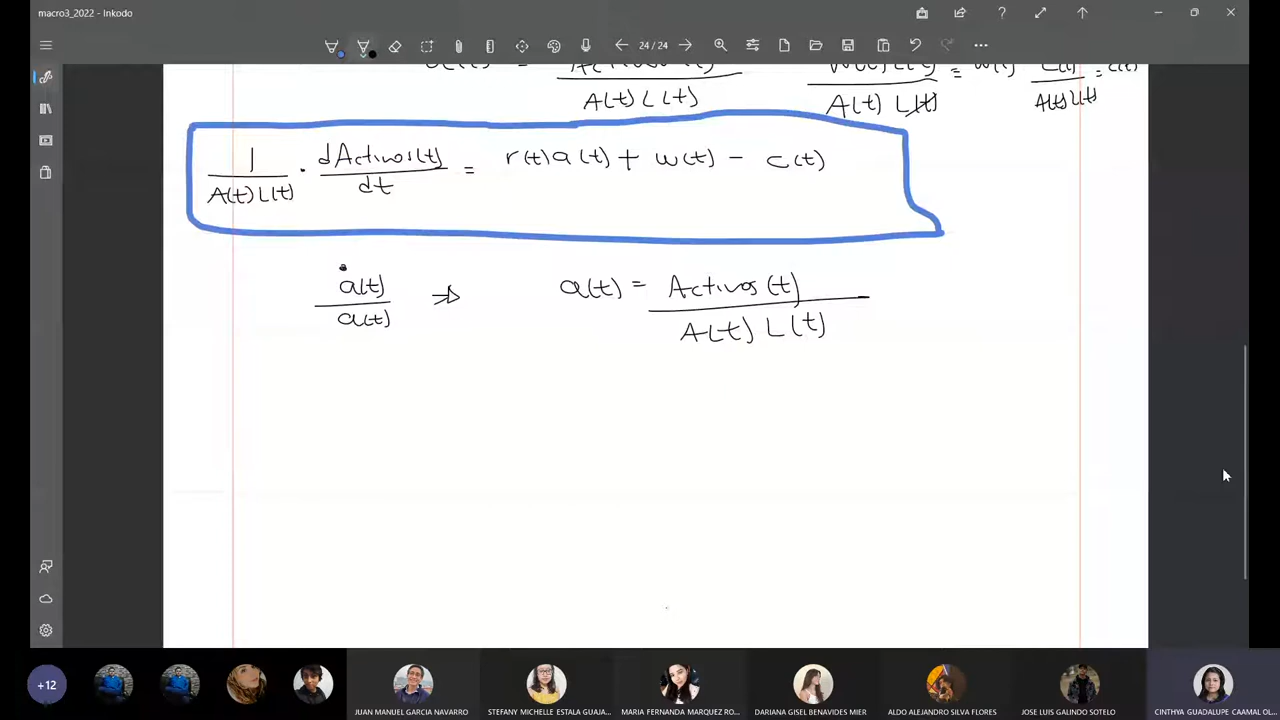 macro3_2022 - Inkodo
24 / 24
A(t) L(t)
A(t) L(t)
A(t) L(t)
1/A(t)L(t) · dActivos(t)/dt = r(t)a(t) + w(t) - c(t)
ȧ(t)/a(t) ⇒ a(t) = Activos(t)/A(t) L(t)
+12
JUAN MANUEL GARCIA NAVARRO
STEFANY MICHELLE ESTALA GUAJA...
MARIA FERNANDA MARQUEZ RO...
DARIANA GISEL BENAVIDES MIER
ALDO ALEJANDRO SILVA FLORES
JOSE LUIS GALINDO SOTELO
CINTHYA GUADALUPE CAAMAL OL...